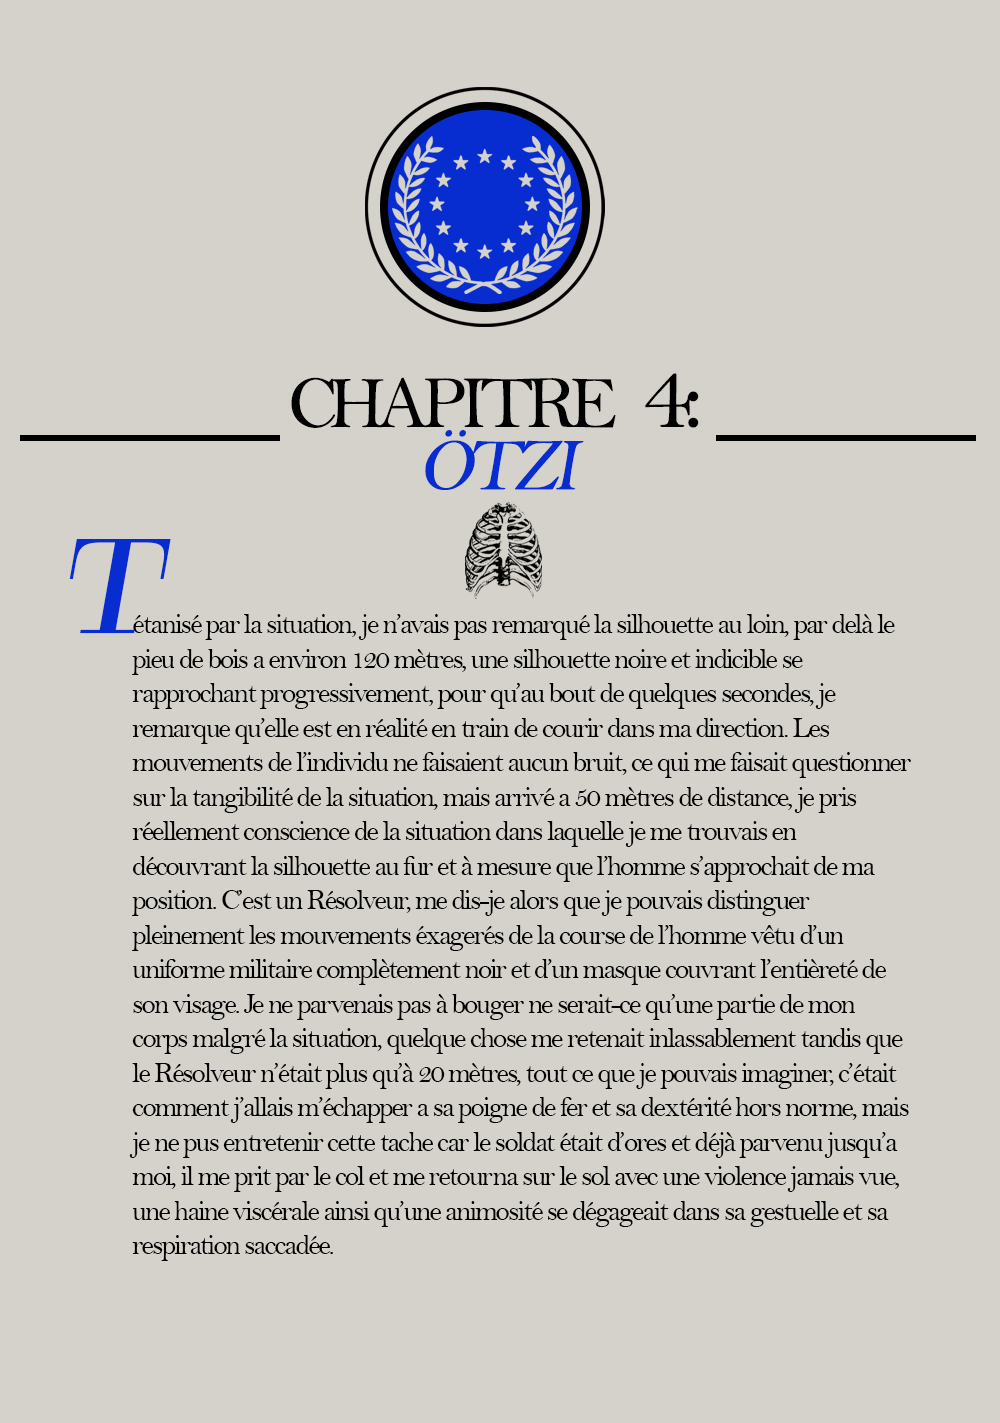 CHAPITRE 4:
ÖTZI
Tétanisé par la situation, je n’avais pas remarqué la silhouette au loin, par delà le
pieu de bois a environ 120 mètres, une silhouette noire et indicible se
rapprochant progressivement, pour qu’au bout de quelques secondes, je
remarque qu’elle est en réalité en train de courir dans ma direction. Les
mouvements de l’individu ne faisaient aucun bruit, ce qui me faisait questionner
sur la tangibilité de la situation, mais arrivé a 50 mètres de distance, je pris
réellement conscience de la situation dans laquelle je me trouvais en
découvrant la silhouette au fur et à mesure que l’homme s’approchait de ma
position. C’est un Résolveur, me dis-je alors que je pouvais distinguer
pleinement les mouvements éxagerés de la course de l’homme vêtu d’un
uniforme militaire complètement noir et d’un masque couvrant l’entièreté de
son visage. Je ne parvenais pas à bouger ne serait-ce qu’une partie de mon
corps malgré la situation, quelque chose me retenait inlassablement tandis que
le Résolveur n’était plus qu’à 20 mètres, tout ce que je pouvais imaginer, c’était
comment j’allais m’échapper a sa poigne de fer et sa dextérité hors norme, mais
je ne pus entretenir cette tache car le soldat était d’ores et déjà parvenu jusqu’a
moi, il me prit par le col et me retourna sur le sol avec une violence jamais vue,
une haine viscérale ainsi qu’une animosité se dégageait dans sa gestuelle et sa
respiration saccadée.